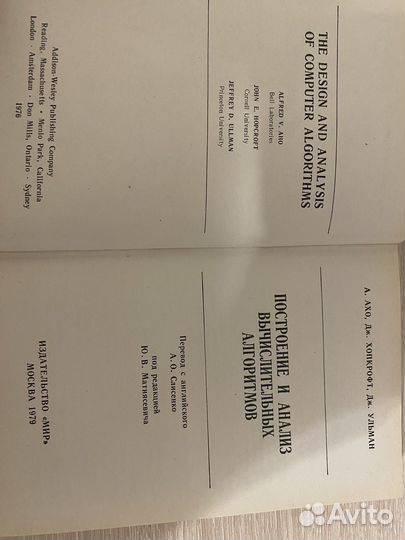 THE DESIGN AND ANALYSIS
OF COMPUTER ALGORITHMS
ALFRED V. AHO
Bell Laboratories
JOHN E. HOPCROFT
Cornell University
JEFFREY D. ULLMAN
Princeton University
Addison-Wesley Publishing Company
Reading, Massachusetts · Menlo Park, California
London · Amsterdam · Don Mills, Ontario · Sydney
1976
А. АХО, Дж. ХОПКРОФТ, Дж. УЛЬМАН
ПОСТРОЕНИЕ И АНАЛИЗ
ВЫЧИСЛИТЕЛЬНЫХ
АЛГОРИТМОВ
Перевод с английского
А. О. Слисенко
под редакцией
Ю. В. Матиясевича
ИЗДАТЕЛЬСТВО «МИР»
МОСКВА 1979
Avito